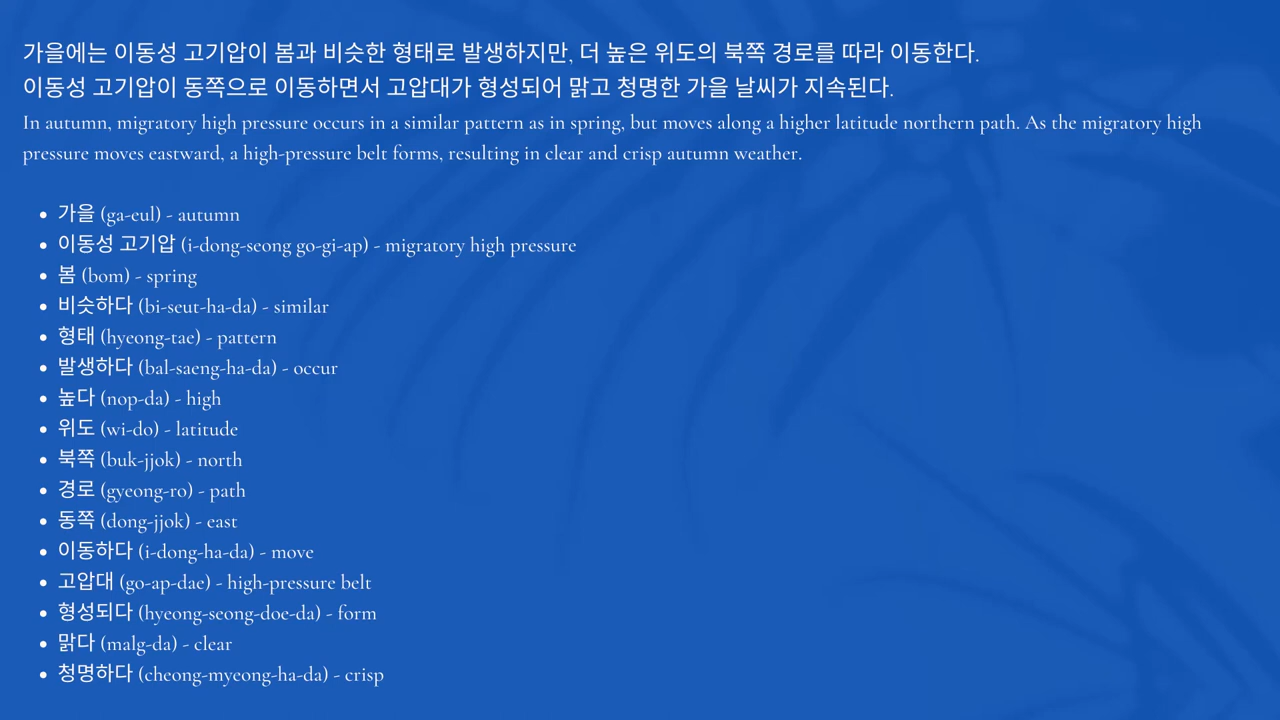 가을에는 이동성 고기압이 봄과 비슷한 형태로 발생하지만, 더 높은 위도의 북쪽 경로를 따라 이동한다.
이동성 고기압이 동쪽으로 이동하면서 고압대가 형성되어 맑고 청명한 가을 날씨가 지속된다.
In autumn, migratory high pressure occurs in a similar pattern as in spring, but moves along a higher latitude northern path. As the migratory high
pressure moves eastward, a high-pressure belt forms, resulting in clear and crisp autumn weather.
• 가을 (ga-eul) - autumn
• 이동성 고기압 (i-dong-seong go-gi-ap) - migratory high pressure
• 봄 (bom) - spring
• 비슷하다 (bi-seut-ha-da) - similar
• 형태 (hyeong-tae) - pattern
• 발생하다 (bal-saeng-ha-da) - occur
• 높다 (nop-da) - high
• 위도 (wi-do) - latitude
• 북쪽 (buk-jjok) - north
• 경로 (gyeong-ro) - path
• 동쪽 (dong-jjok) - east
• 이동하다 (i-dong-ha-da) - move
• 고압대 (go-ap-dae) - high-pressure belt
• 형성되다 (hyeong-seong-doe-da) - form
• 맑다 (malg-da) - clear
• 청명하다 (cheong-myeong-ha-da) - crisp